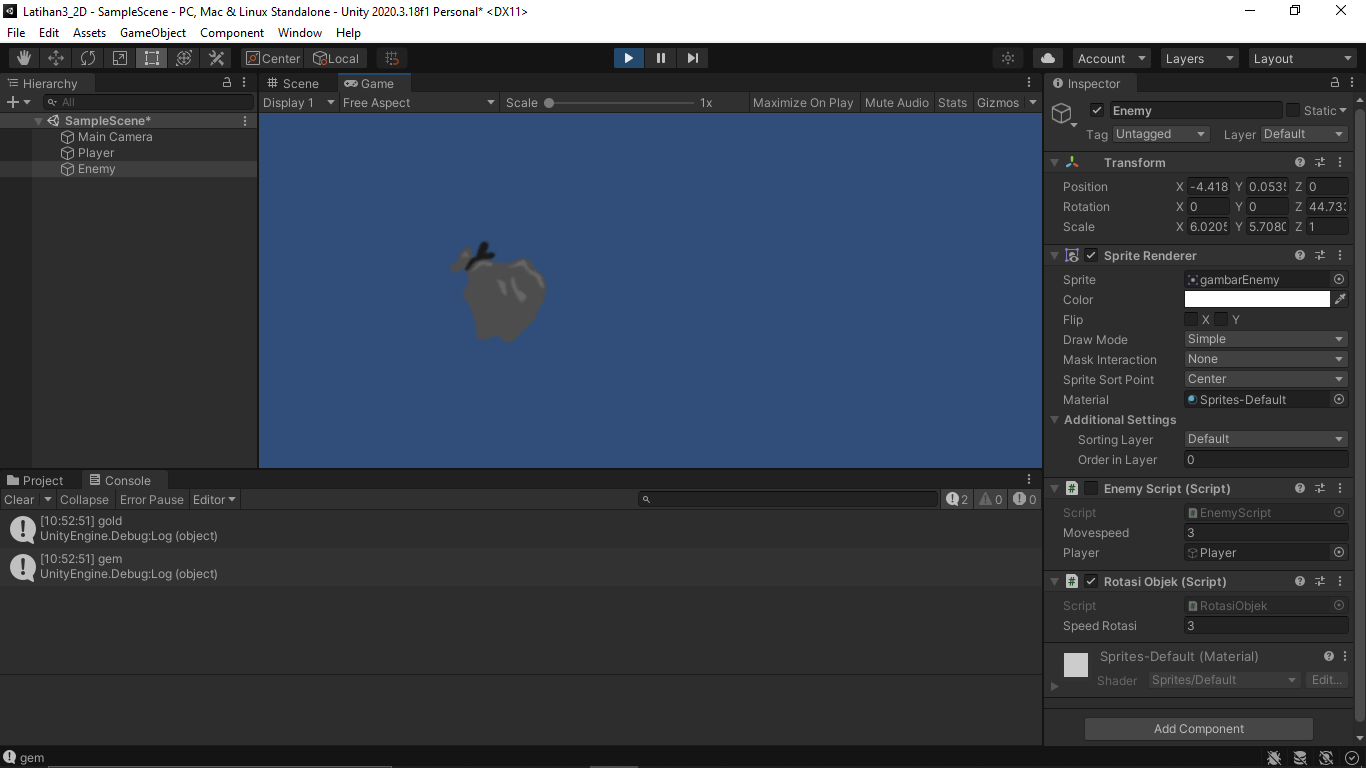 Latihan3_2D - SampleScene - PC, Mac & Linux Standalone - Unity 2020.3.18f1 Personal* <DX11>
File Edit Assets GameObject Component Window Help
Center Local Account Layers Layout
Hierarchy
All
SampleScene*
Main Camera
Player
Enemy
Scene Game
Display 1 Free Aspect Scale 1x Maximize On Play Mute Audio Stats Gizmos
Inspector
Enemy Static
Tag Untagged Layer Default
Transform
Position X -4.418 Y 0.0535 Z 0
Rotation X 0 Y 0 Z 44.733
Scale X 6.0205 Y 5.7080 Z 1
Sprite Renderer
Sprite gambarEnemy
Color
Flip X Y
Draw Mode Simple
Mask Interaction None
Sprite Sort Point Center
Material Sprites-Default
Additional Settings
Sorting Layer Default
Order in Layer 0
Enemy Script (Script)
Script EnemyScript
Movespeed 3
Player Player
Rotasi Objek (Script)
Script RotasiObjek
Speed Rotasi 3
Sprites-Default (Material)
Shader Sprites/Default Edit...
Add Component
Project Console
Clear Collapse Error Pause Editor 2 0 0
[10:52:51] gold
UnityEngine.Debug:Log (object)
[10:52:51] gem
UnityEngine.Debug:Log (object)
gem